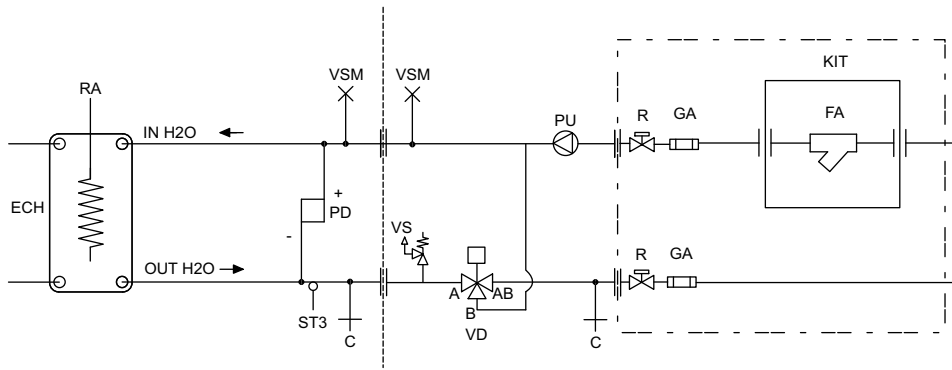 KIT
VSM
VSM
RA
FA
PU
R
GA
IN H2O
+
ECH
PD
-
VS
OUT H2O
R
GA
A
AB
B
ST3
C
VD
C